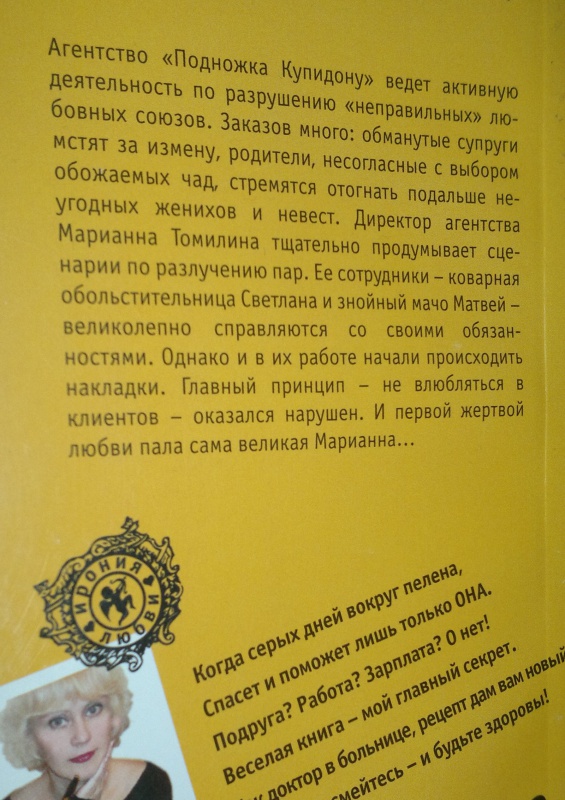 Агентство «Подножка Купидону» ведет активную
деятельность по разрушению «неправильных» лю-
бовных союзов. Заказов много: обманутые супруги
мстят за измену, родители, несогласные с выбором
обожаемых чад, стремятся отогнать подальше не-
угодных женихов и невест. Директор агентства
Марианна Томилина тщательно продумывает сце-
нарии по разлучению пар. Ее сотрудники – коварная
обольстительница Светлана и знойный мачо Матвей –
великолепно справляются со своими обязан-
ностями. Однако и в их работе начали происходить
накладки. Главный принцип – не влюбляться в
клиентов – оказался нарушен. И первой жертвой
любви пала сама великая Марианна...
ИРОНИЯ
ЛЮБВИ
Когда серых дней вокруг пелена,
Спасет и поможет лишь только ОНА.
Подруга? Работа? Зарплата? О нет!
Веселая книга – мой главный секрет.
доктор в больнице, рецепт дам вам новый
смейтесь – и будьте здоровы!